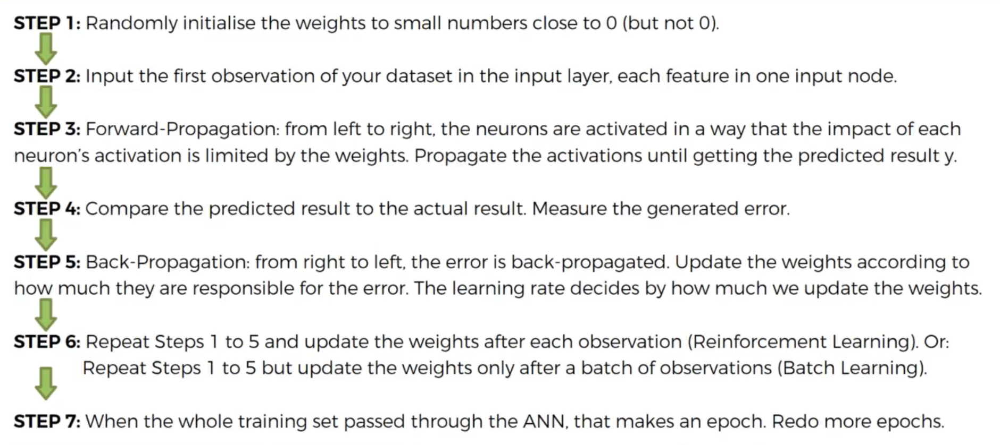 STEP 1: Randomly initialise the weights to small numbers close to 0 (but not 0).
STEP 2: Input the first observation of your dataset in the input layer, each feature in one input node.
STEP 3: Forward-Propagation: from left to right, the neurons are activated in a way that the impact of each
neuron's activation is limited by the weights. Propagate the activations until getting the predicted result y.
STEP 4: Compare the predicted result to the actual result. Measure the generated error.
STEP 5: Back-Propagation: from right to left, the error is back-propagated. Update the weights according to
how much they are responsible for the error. The learning rate decides by how much we update the weights.
STEP 6: Repeat Steps 1 to 5 and update the weights after each observation (Reinforcement Learning). Or:
Repeat Steps 1 to 5 but update the weights only after a batch of observations (Batch Learning).
STEP 7: When the whole training set passed through the ANN, that makes an epoch. Redo more epochs.